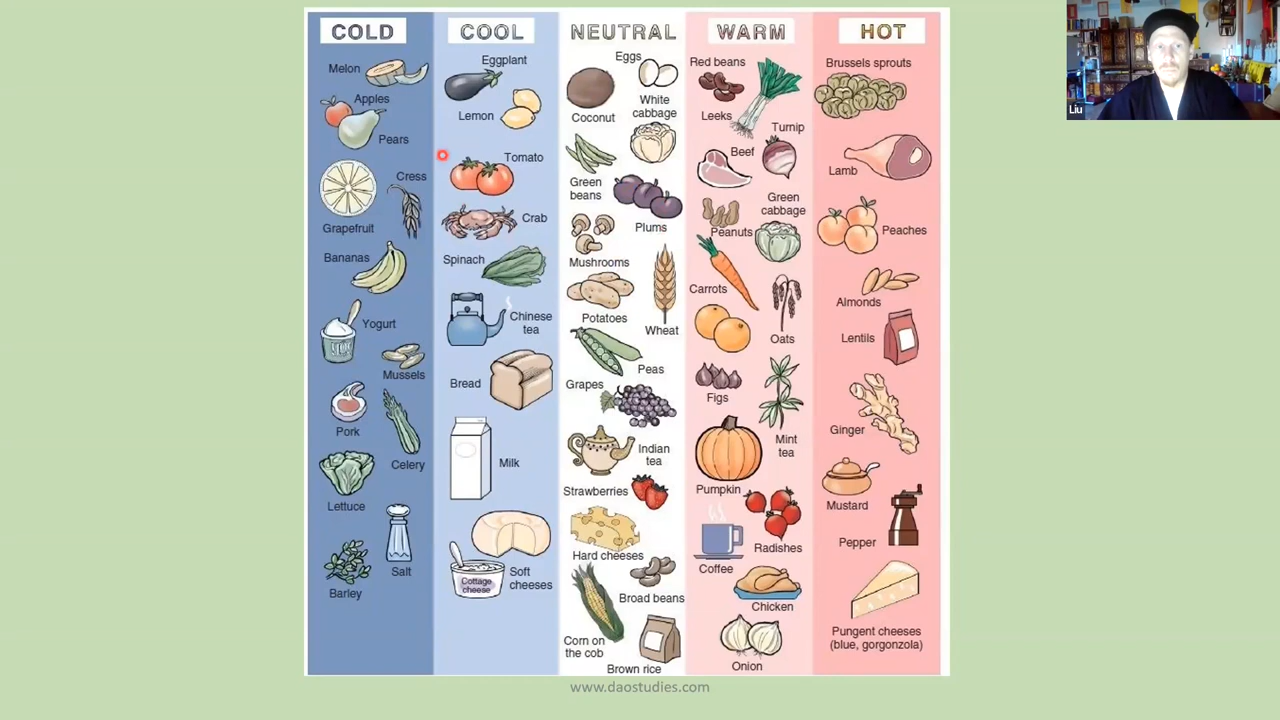 COLD
Melon
Apples
Pears
Cress
Grapefruit
Bananas
Yogurt
Mussels
Pork
Celery
Lettuce
Salt
Barley
COOL
Eggplant
Lemon
Tomato
Crab
Spinach
Chinese
tea
Bread
Milk
Soft
cheeses
Cottage
cheese
NEUTRAL
Eggs
Coconut
White
cabbage
Green
beans
Plums
Mushrooms
Potatoes
Wheat
Peas
Grapes
Indian
tea
Strawberries
Hard cheeses
Broad beans
Corn on
the cob
Brown rice
WARM
Red beans
Leeks
Turnip
Beef
Green
cabbage
Peanuts
Carrots
Oats
Figs
Mint
tea
Pumpkin
Radishes
Coffee
Chicken
Onion
HOT
Brussels sprouts
Lamb
Peaches
Almonds
Lentils
Ginger
Mustard
Pepper
Pungent cheeses
(blue, gorgonzola)
www.daostudies.com
Liu